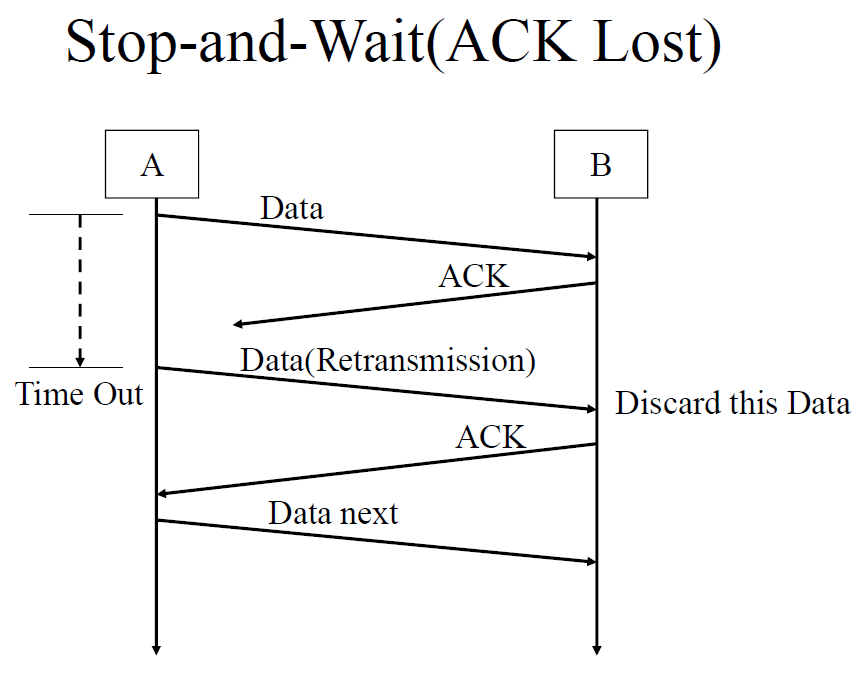 Stop-and-Wait(ACK Lost)
A
B
Data
ACK
Data(Retransmission)
Time Out
Discard this Data
ACK
Data next